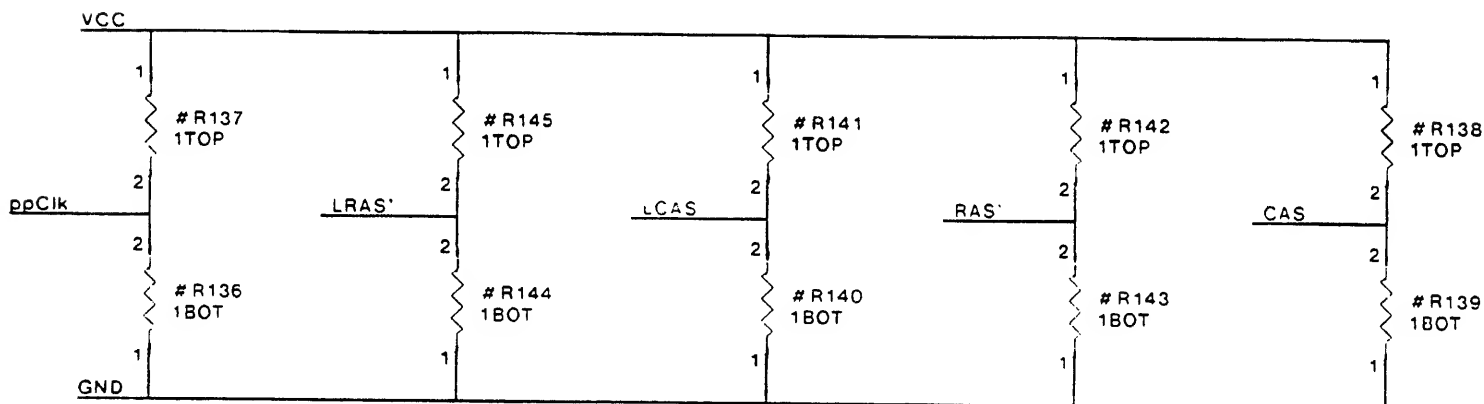 VCC
1 1 1 1 1
#R137 #R145 #R141 #R142 #R138
1TOP 1TOP 1TOP 1TOP 1TOP
2 2 2 2 2
ppClk LRAS' LCAS RAS' CAS
2 2 2 2 2
#R136 #R144 #R140 #R143 #R139
1BOT 1BOT 1BOT 1BOT 1BOT
1 1 1 1 1
GND